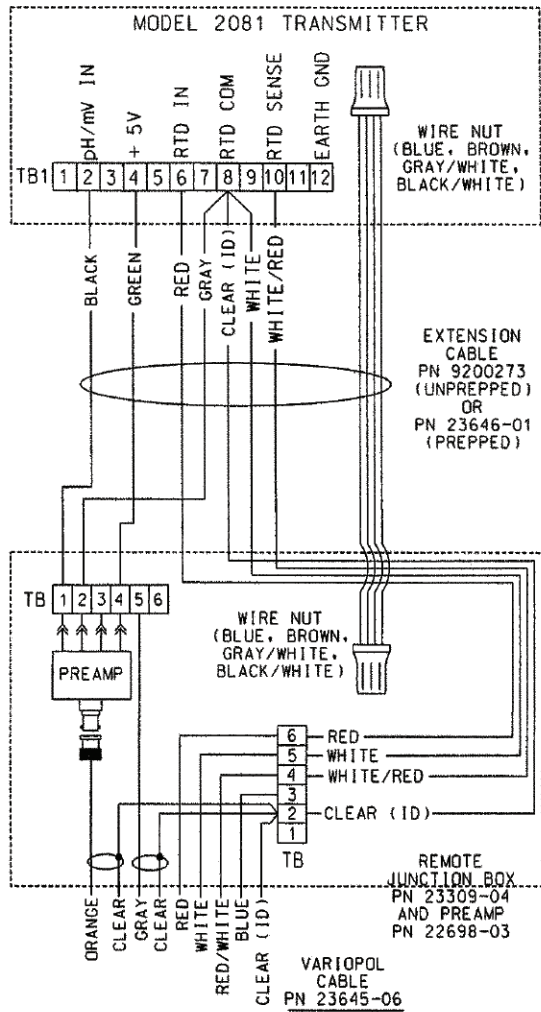 MODEL 2081 TRANSMITTER
pH/mV IN
+ 5V
RTD IN
RTD COM
RTD SENSE
EARTH GND
TB1 1 2 3 4 5 6 7 8 9 10 11 12
WIRE NUT
(BLUE, BROWN,
GRAY/WHITE,
BLACK/WHITE)
BLACK
GREEN
RED
GRAY
CLEAR (ID)
WHITE
WHITE/RED
EXTENSION
CABLE
PN 9200273
(UNPREPPED)
OR
PN 23646-01
(PREPPED)
TB 1 2 3 4 5 6
PREAMP
WIRE NUT
(BLUE, BROWN,
GRAY/WHITE,
BLACK/WHITE)
6 RED
5 WHITE
4 WHITE/RED
3
2 CLEAR (ID)
1
TB
REMOTE
JUNCTION BOX
PN 23309-04
AND PREAMP
PN 22698-03
ORANGE
CLEAR
GRAY
CLEAR
RED
WHITE
RED/WHITE
BLUE
CLEAR (ID)
VARIOPOL
CABLE
PN 23645-06